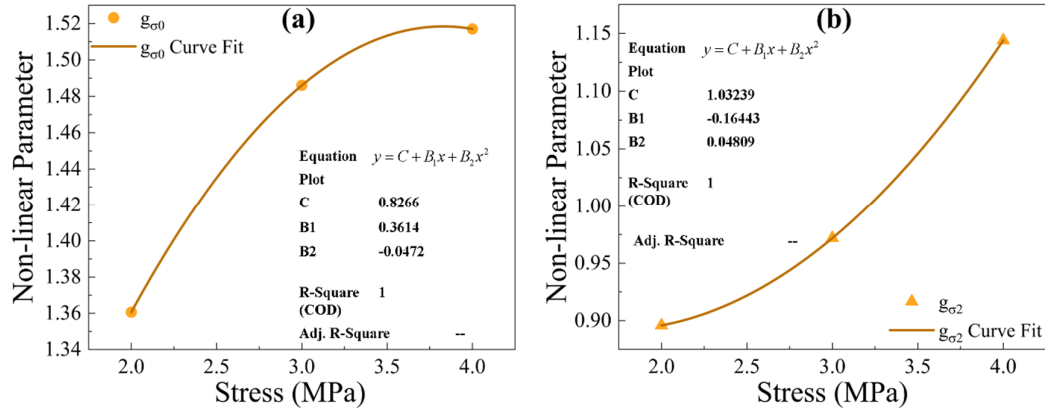 (a)
g_σ0
g_σ0 Curve Fit
Equation y = C + B₁x + B₂x²
Plot
C 0.8266
B1 0.3614
B2 -0.0472
R-Square 1
(COD)
Adj. R-Square --
Non-linear Parameter
1.52
1.50
1.48
1.46
1.44
1.42
1.40
1.38
1.36
1.34
2.0 2.5 3.0 3.5 4.0
Stress (MPa)
(b)
Equation y = C + B₁x + B₂x²
Plot
C 1.03239
B1 -0.16443
B2 0.04809
R-Square 1
(COD)
Adj. R-Square --
g_σ2
g_σ2 Curve Fit
Non-linear Parameter
1.15
1.10
1.05
1.00
0.95
0.90
2.0 2.5 3.0 3.5 4.0
Stress (MPa)